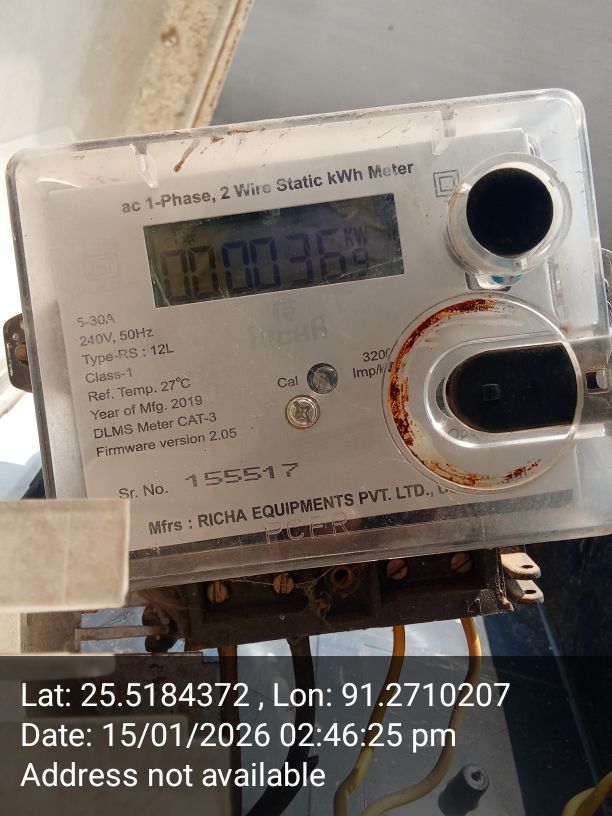 ac 1-Phase, 2 Wire Static kWh Meter
000036 KW
5-30A
240V, 50Hz
Type-RS : 12L
Class-1
Ref. Temp. 27°C
Year of Mfg. 2019
DLMS Meter CAT-3
Firmware version 2.05
RICHA
Cal
3200
Imp/k
Sr. No. 155517
Mfrs : RICHA EQUIPMENTS PVT. LTD.,
Lat: 25.5184372 , Lon: 91.2710207
Date: 15/01/2026 02:46:25 pm
Address not available